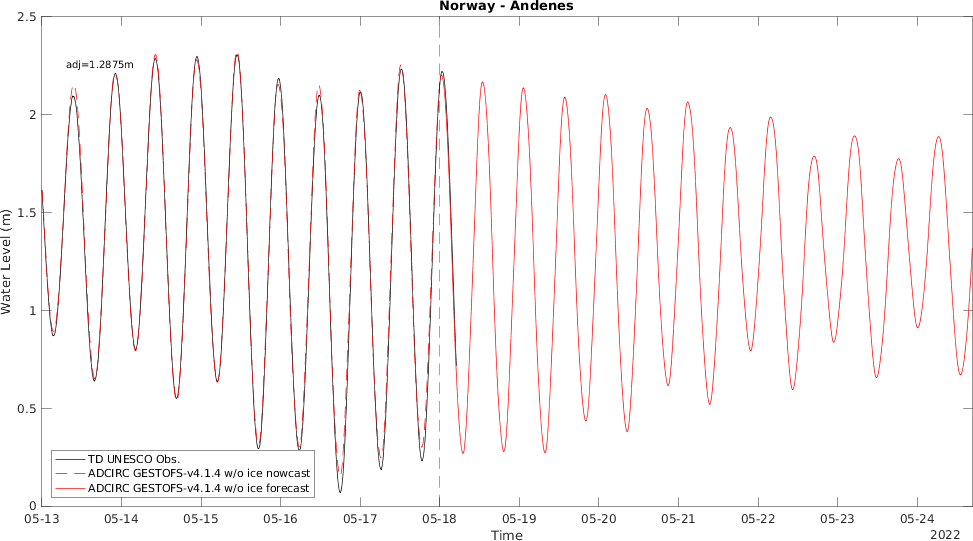 Norway - Andenes
2.5
adj=1.2875m
2
1.5
Water Level (m)
1
0.5
TD UNESCO Obs.
ADCIRC GESTOFS-v4.1.4 w/o ice nowcast
ADCIRC GESTOFS-v4.1.4 w/o ice forecast
0
05-13 05-14 05-15 05-16 05-17 05-18 05-19 05-20 05-21 05-22 05-23 05-24
Time
2022